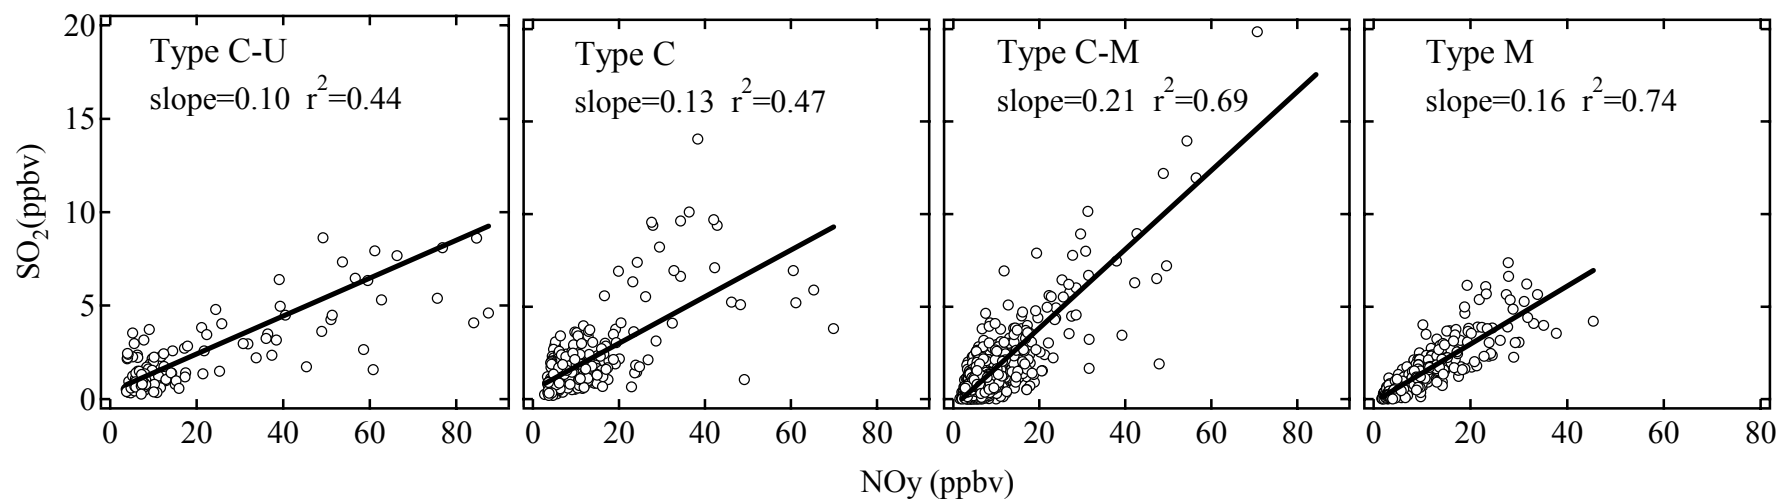 20
15
10
5
0
SO2(ppbv)
Type C-U
slope=0.10 r2=0.44
Type C
slope=0.13 r2=0.47
Type C-M
slope=0.21 r2=0.69
Type M
slope=0.16 r2=0.74
0 20 40 60 80
0 20 40 60 80
0 20 40 60 80
0 20 40 60 80
NOy (ppbv)